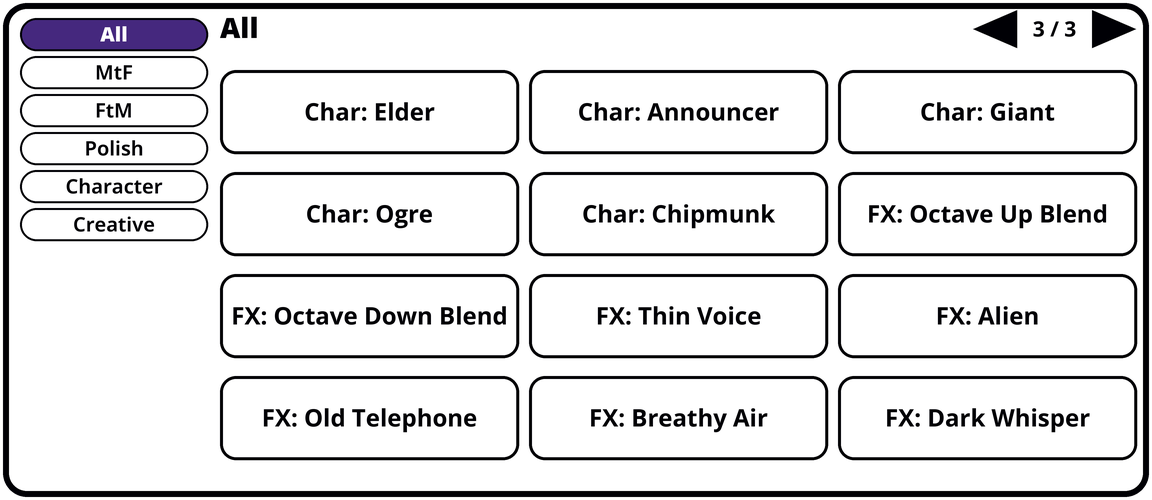 All
MtF
FtM
Polish
Character
Creative
All
3 / 3
Char: Elder
Char: Announcer
Char: Giant
Char: Ogre
Char: Chipmunk
FX: Octave Up Blend
FX: Octave Down Blend
FX: Thin Voice
FX: Alien
FX: Old Telephone
FX: Breathy Air
FX: Dark Whisper